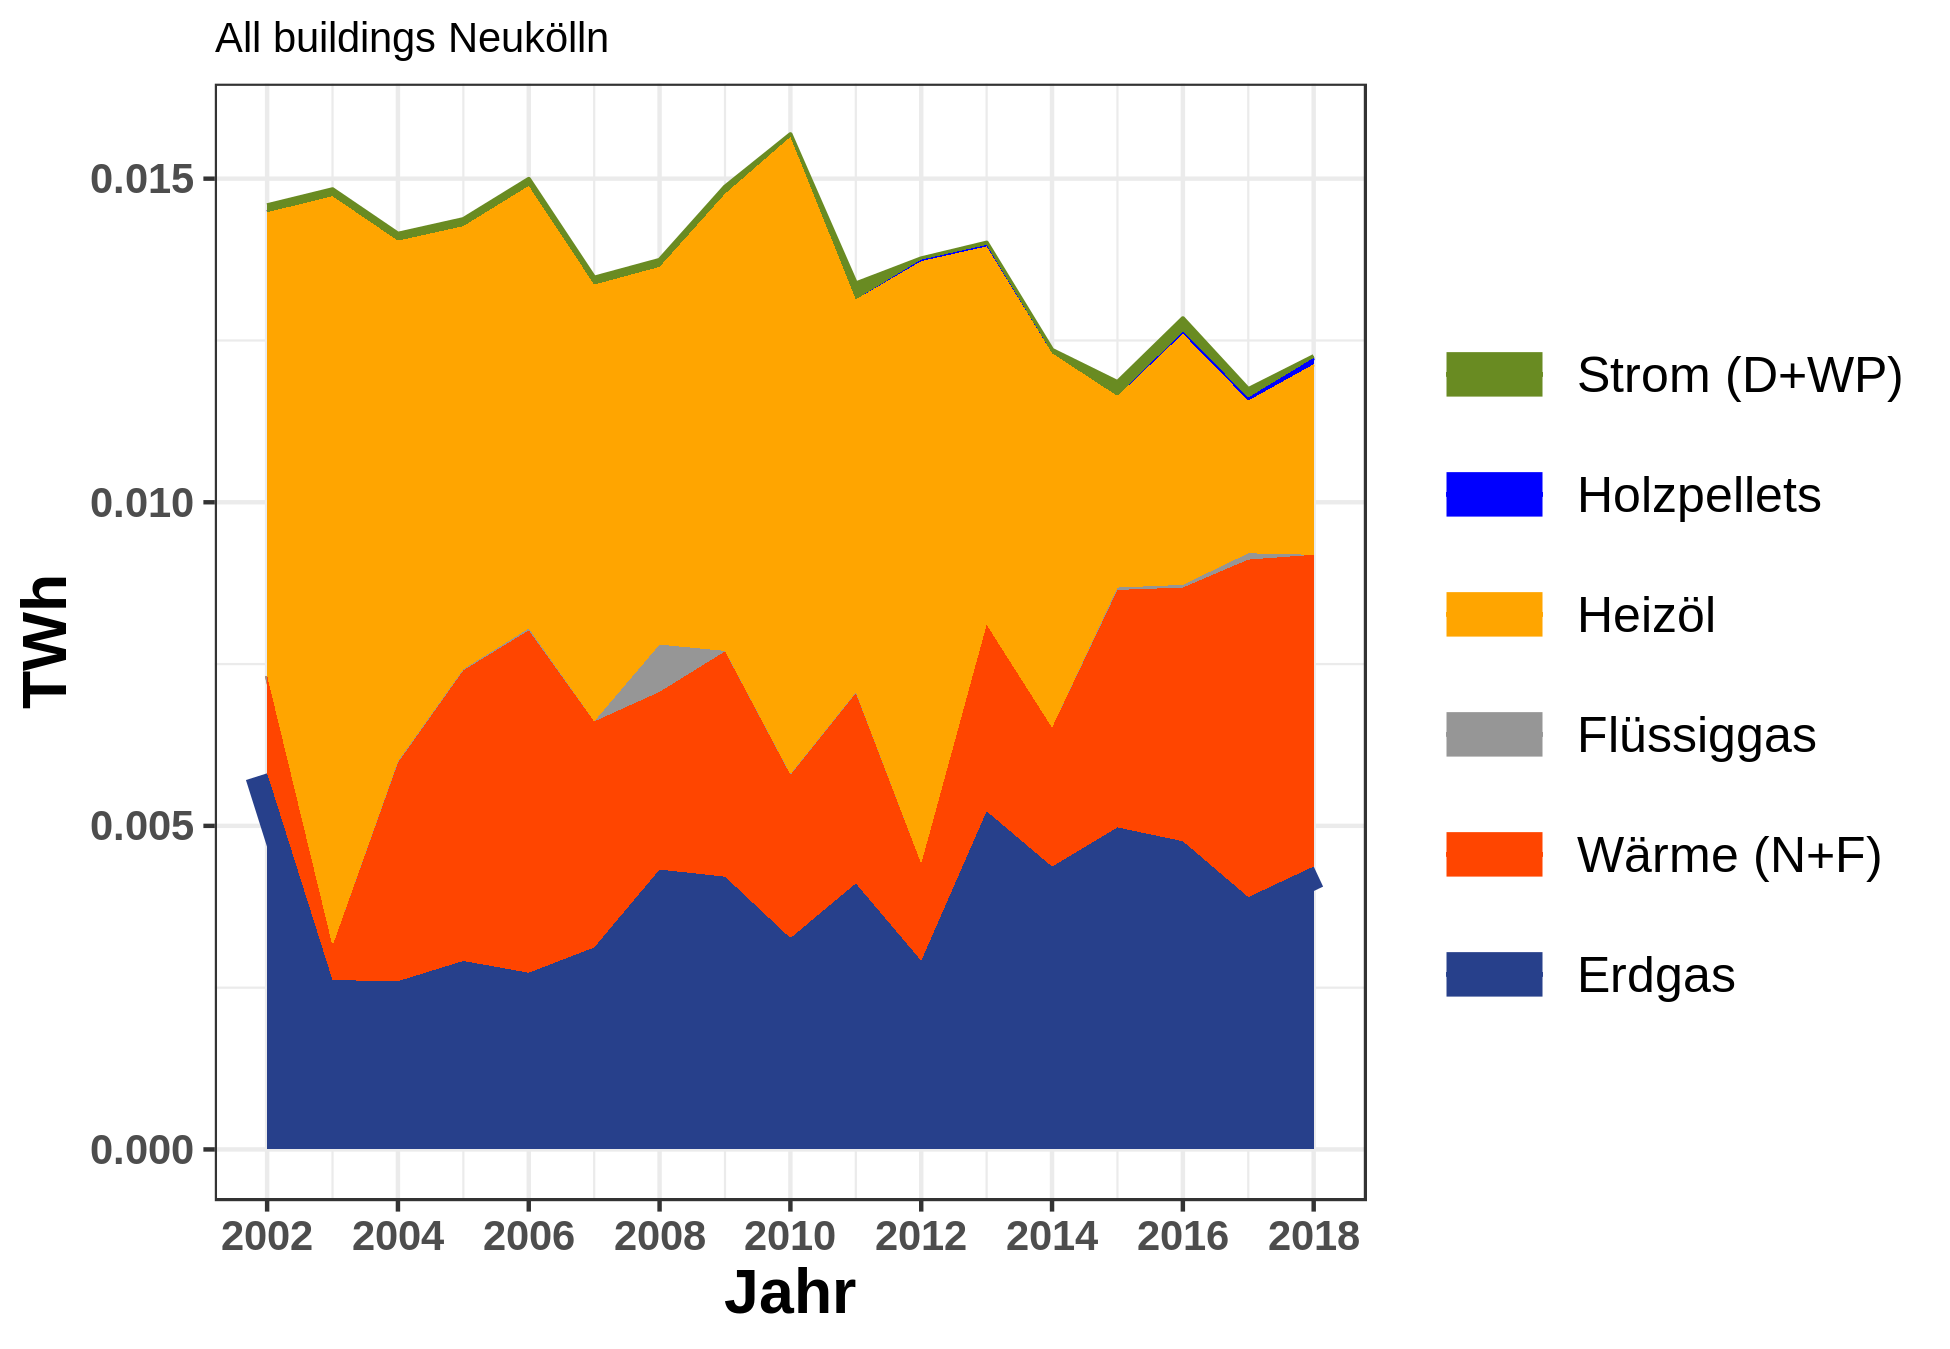 All buildings Neukölln
TWh
0.015
0.010
0.005
0.000
2002 2004 2006 2008 2010 2012 2014 2016 2018
Jahr
Strom (D+WP)
Holzpellets
Heizöl
Flüssiggas
Wärme (N+F)
Erdgas